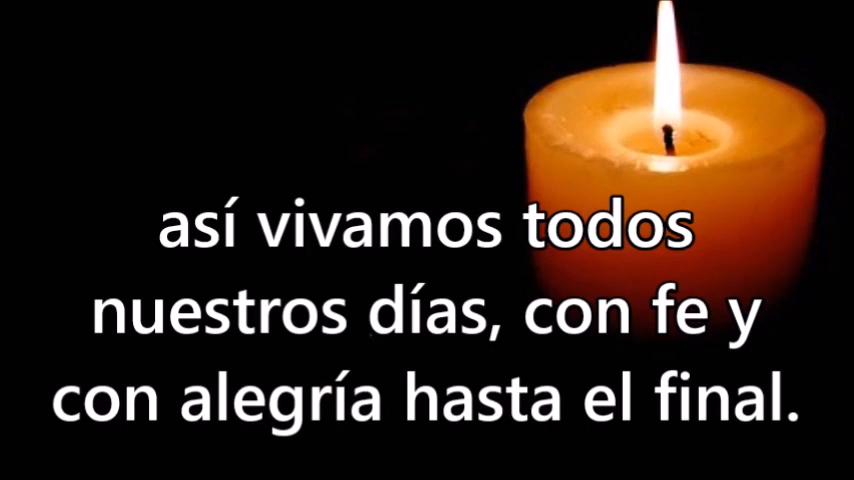 así vivamos todos
nuestros días, con fe y
con alegría hasta el final.